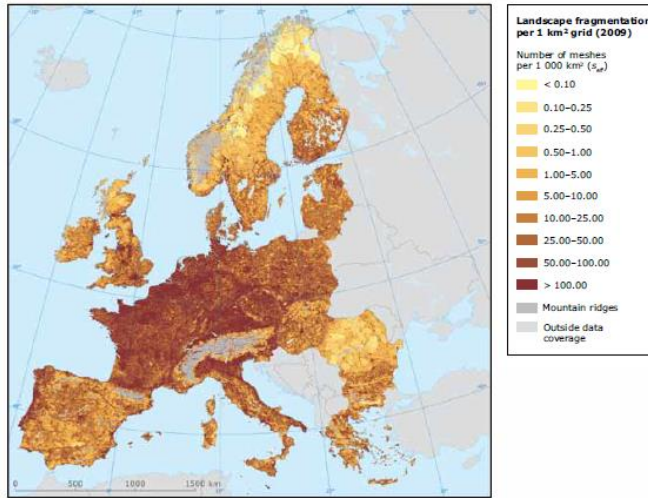 Landscape fragmentation
per 1 km² grid (2009)
Number of meshes
per 1 000 km² (seff)
< 0.10
0.10–0.25
0.25–0.50
0.50–1.00
1.00–5.00
5.00–10.00
10.00–25.00
25.00–50.00
50.00–100.00
> 100.00
Mountain ridges
Outside data
coverage
0 500 1000 1500 km